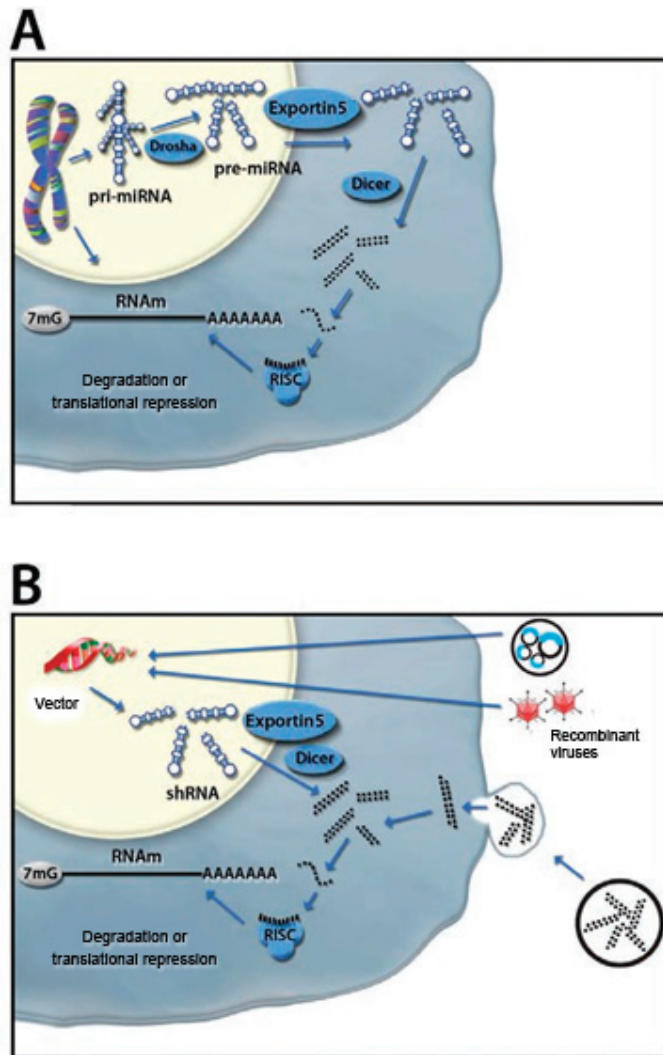 A
Exportin5
Drosha
pri-miRNA
pre-miRNA
Dicer
RNAm
7mG
AAAAAAA
RISC
Degradation or
translational repression
B
Vector
Exportin5
Dicer
Recombinant
viruses
shRNA
RNAm
7mG
AAAAAAA
RISC
Degradation or
translational repression